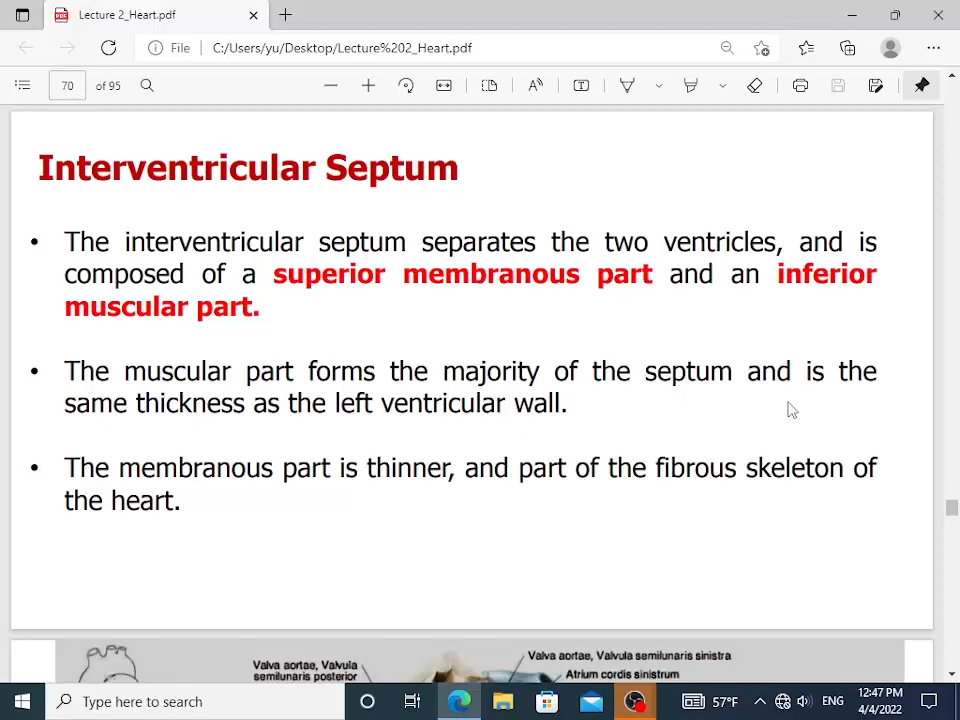 Lecture 2_Heart.pdf
File C:/Users/yu/Desktop/Lecture%202_Heart.pdf
70 of 95
Interventricular Septum
• The interventricular septum separates the two ventricles, and is
composed of a superior membranous part and an inferior
muscular part.
• The muscular part forms the majority of the septum and is the
same thickness as the left ventricular wall.
• The membranous part is thinner, and part of the fibrous skeleton of
the heart.
Valva aortae, Valvula
semilunaris posterior
Valva aortae, Valvula semilunaris sinistra
Atrium cordis sinistrum
Type here to search
57°F
ENG
12:47 PM
4/4/2022